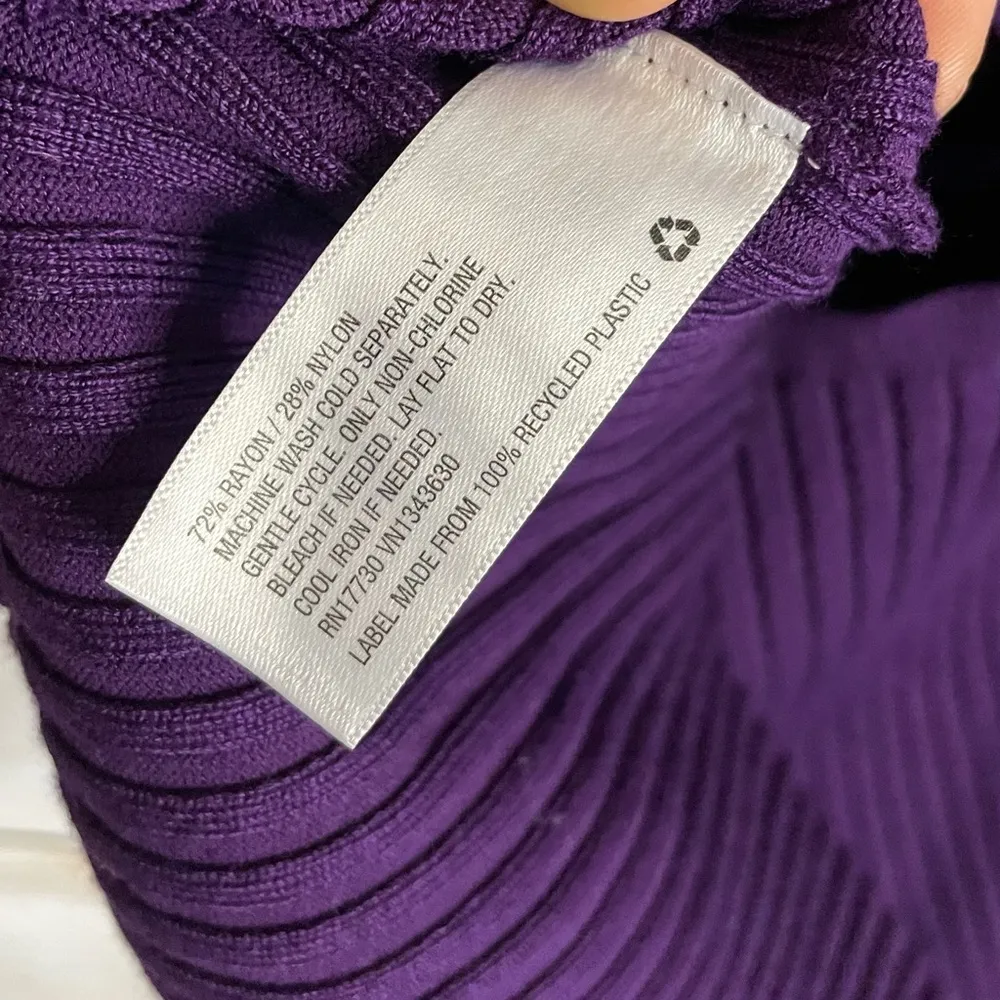 72% RAYON / 28% NYLON
MACHINE WASH COLD SEPARATELY.
GENTLE CYCLE. ONLY NON-CHLORINE
BLEACH IF NEEDED. LAY FLAT TO DRY.
COOL IRON IF NEEDED.
RN17730 VN1343630
LABEL MADE FROM 100% RECYCLED PLASTIC